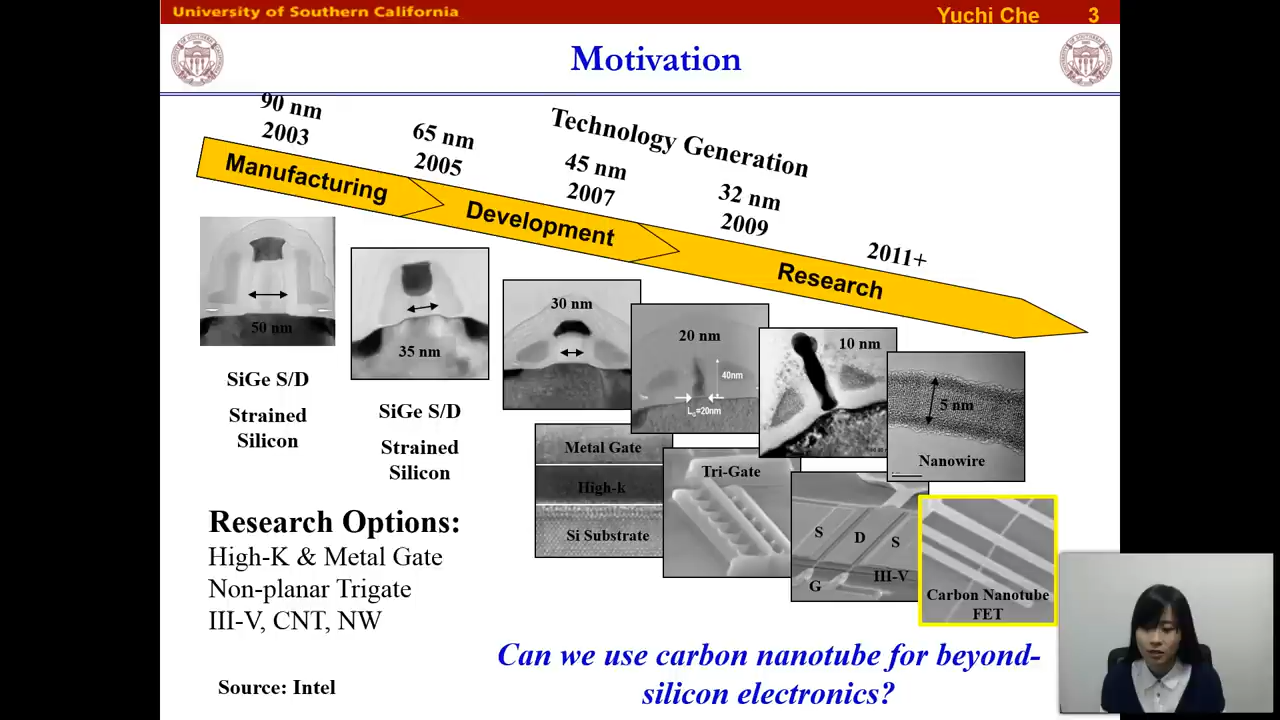 University of Southern California
Yuchi Che 3
Motivation
90 nm
2003
65 nm
2005
Technology Generation
45 nm
2007
32 nm
2009
2011+
Manufacturing
Development
Research
50 nm
35 nm
30 nm
20 nm
40nm
LG=20nm
10 nm
5 nm
Nanowire
SiGe S/D
Strained
Silicon
SiGe S/D
Strained
Silicon
Metal Gate
High-k
Si Substrate
Tri-Gate
S
D
S
III-V
G
Carbon Nanotube
FET
Research Options:
High-K & Metal Gate
Non-planar Trigate
III-V, CNT, NW
Source: Intel
Can we use carbon nanotube for beyond-
silicon electronics?